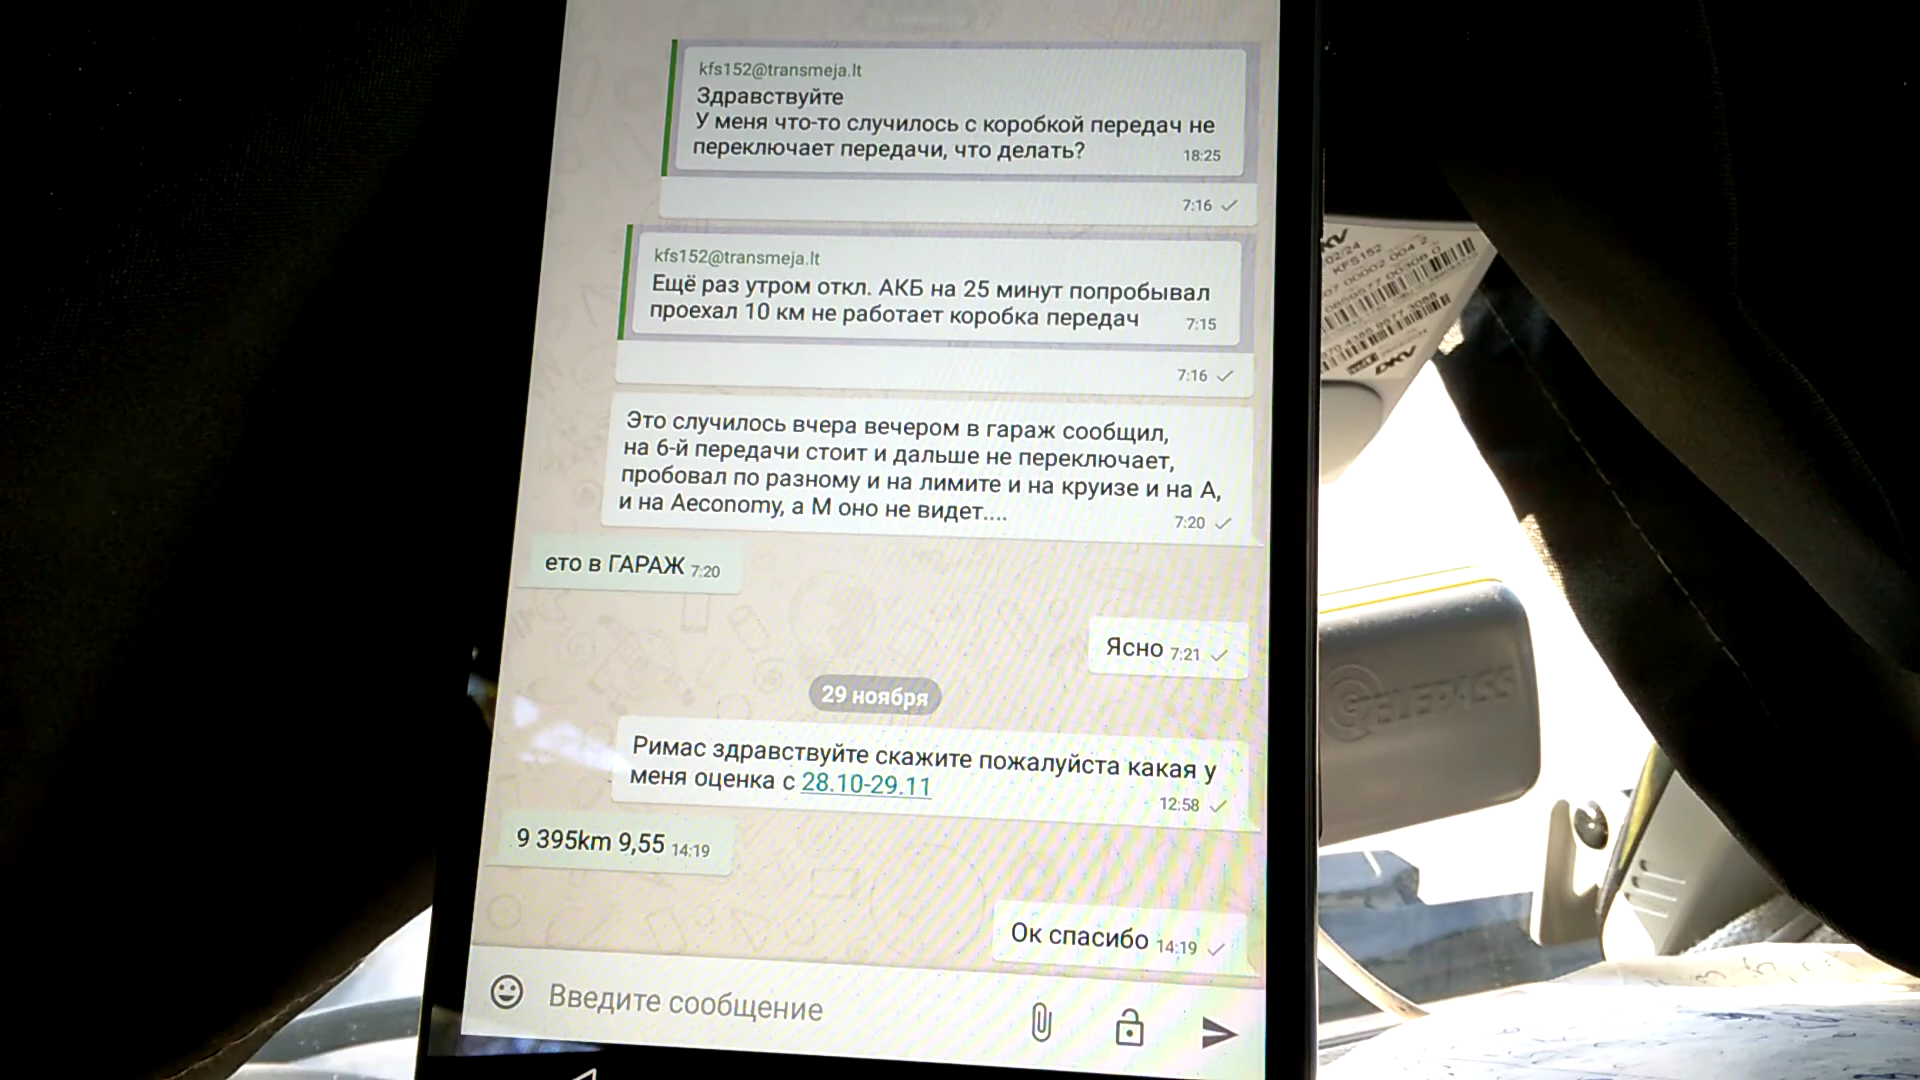 kfs152@transmeja.lt
Здравствуйте
У меня что-то случилось с коробкой передач не
переключает передачи, что делать?
18:25
7:16
kfs152@transmeja.lt
Ещё раз утром откл. АКБ на 25 минут попробывал
проехал 10 км не работает коробка передач
7:15
7:16
Это случилось вчера вечером в гараж сообщил,
на 6-й передачи стоит и дальше не переключает,
пробовал по разному и на лимите и на круизе и на А,
и на Aeconomy, а М оно не видет....
7:20
ето в ГАРАЖ 7:20
Ясно 7:21
29 ноября
Римас здравствуйте скажите пожалуйста какая у
меня оценка с 28.10-29.11
12:58
9 395km 9,55 14:19
Ок спасибо 14:19
Введите сообщение
02/24
KFS152
DKV
TELEPASS